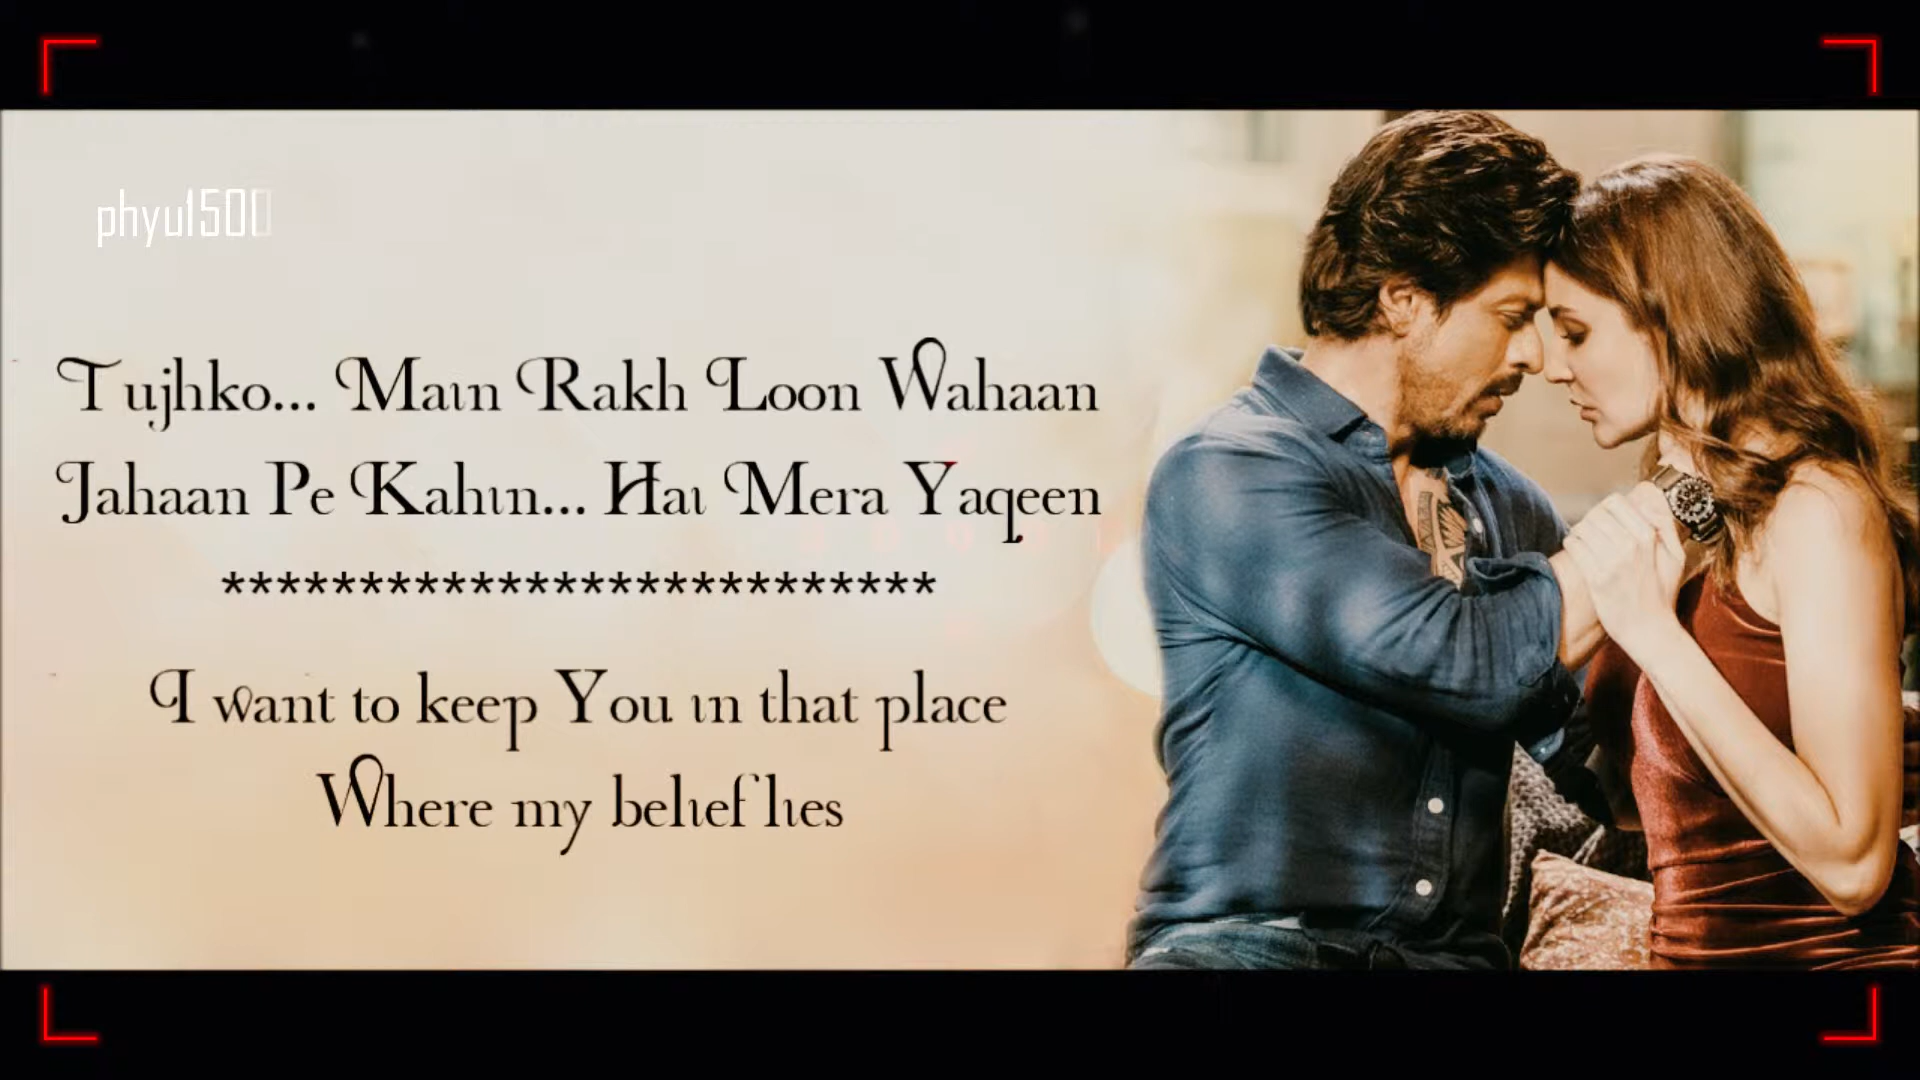 phyu1500
Tujhko... Main Rakh Loon Wahaan
Jahaan Pe Kahin... Hai Mera Yaqeen
**************************
I want to keep You in that place
Where my belief lies